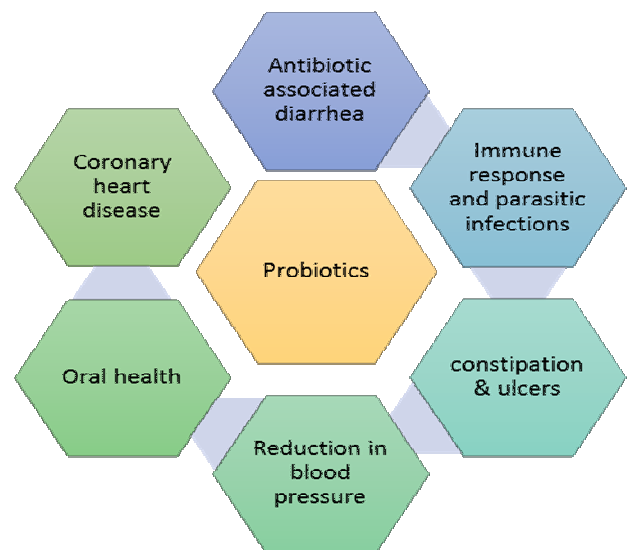 Antibiotic
associated
diarrhea
Immune
response
and parasitic
infections
constipation
& ulcers
Reduction in
blood
pressure
Oral health
Coronary
heart
disease
Probiotics